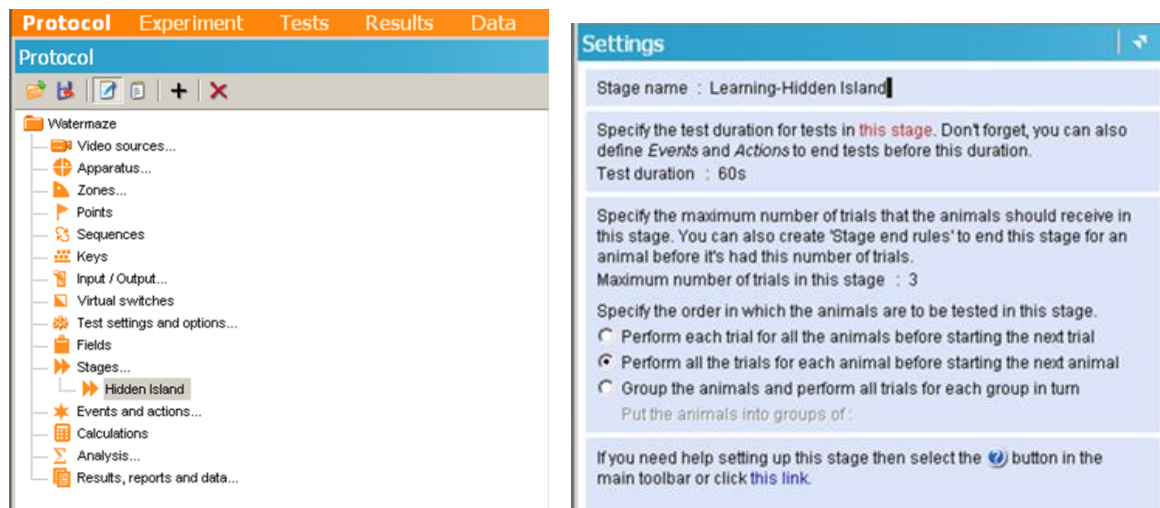 Protocol Experiment Tests Results Data
Protocol
Watermaze
Video sources...
Apparatus...
Zones...
Points
Sequences
Keys
Input / Output...
Virtual switches
Test settings and options...
Fields
Stages...
Hidden Island
Events and actions...
Calculations
Analysis...
Results, reports and data...
Settings
Stage name : Learning-Hidden Island
Specify the test duration for tests in this stage. Don't forget, you can also
define Events and Actions to end tests before this duration.
Test duration : 60s
Specify the maximum number of trials that the animals should receive in
this stage. You can also create 'Stage end rules' to end this stage for an
animal before it's had this number of trials.
Maximum number of trials in this stage : 3
Specify the order in which the animals are to be tested in this stage.
Perform each trial for all the animals before starting the next trial
Perform all the trials for each animal before starting the next animal
Group the animals and perform all trials for each group in turn
Put the animals into groups of :
If you need help setting up this stage then select the button in the
main toolbar or click this link.